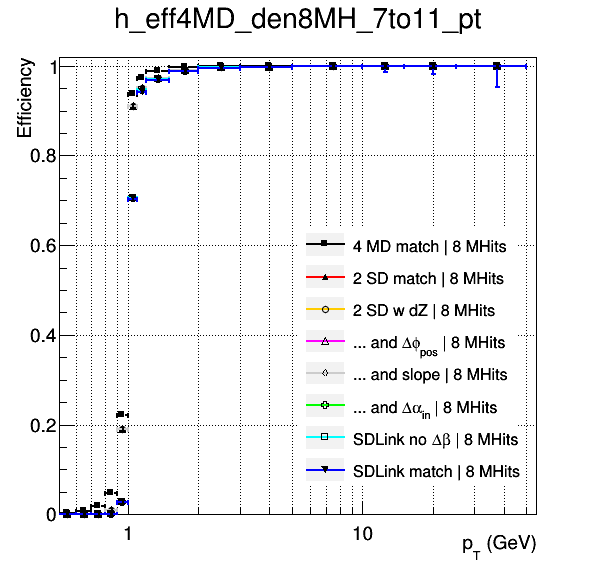 h_eff4MD_den8MH_7to11_pt
Efficiency
1
0.8
0.6
0.4
0.2
0
4 MD match | 8 MHits
2 SD match | 8 MHits
2 SD w dZ | 8 MHits
... and Δϕpos | 8 MHits
... and slope | 8 MHits
... and Δαin | 8 MHits
SDLink no Δβ | 8 MHits
SDLink match | 8 MHits
1
10
pT (GeV)